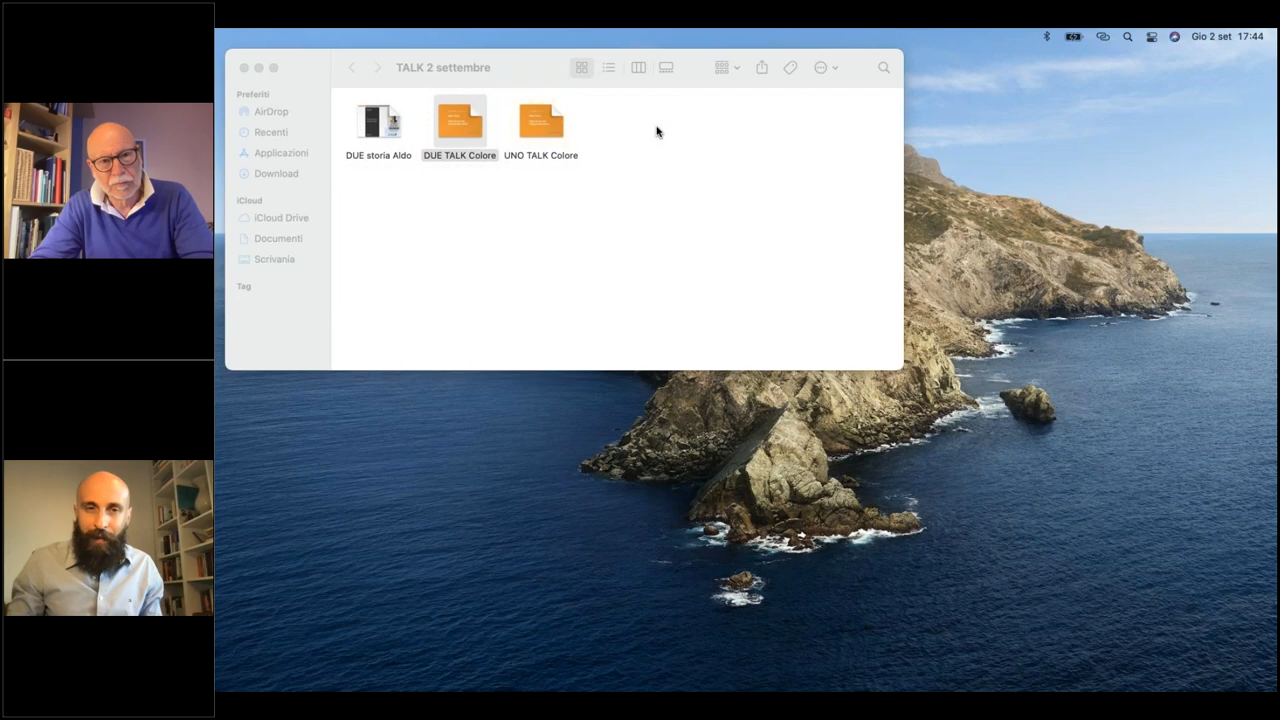 Gio 2 set 17:44
TALK 2 settembre
Preferiti
AirDrop
Recenti
Applicazioni
Download
iCloud
iCloud Drive
Documenti
Scrivania
Tag
DUE storia Aldo
DUE TALK Colore
UNO TALK Colore